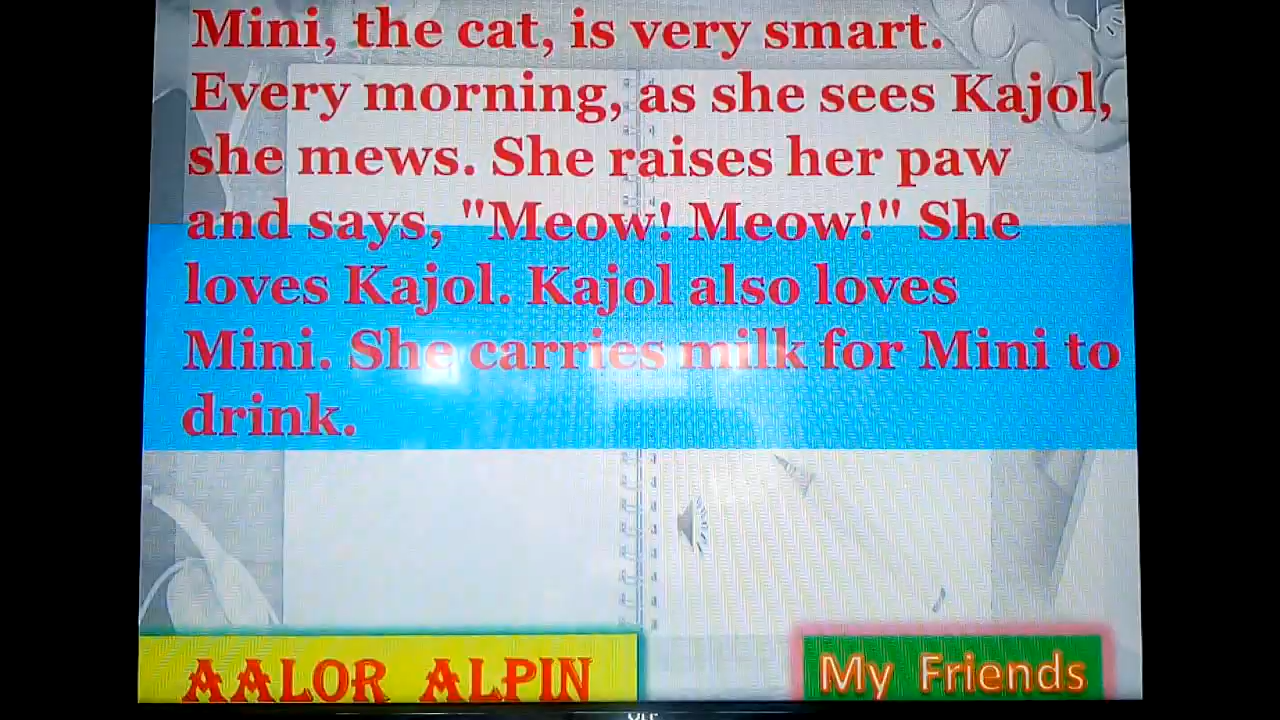 Mini, the cat, is very smart.
Every morning, as she sees Kajol,
she mews. She raises her paw
and says, "Meow! Meow!" She
loves Kajol. Kajol also loves
Mini. She carries milk for Mini to
drink.
AALOR ALPIN
My Friends